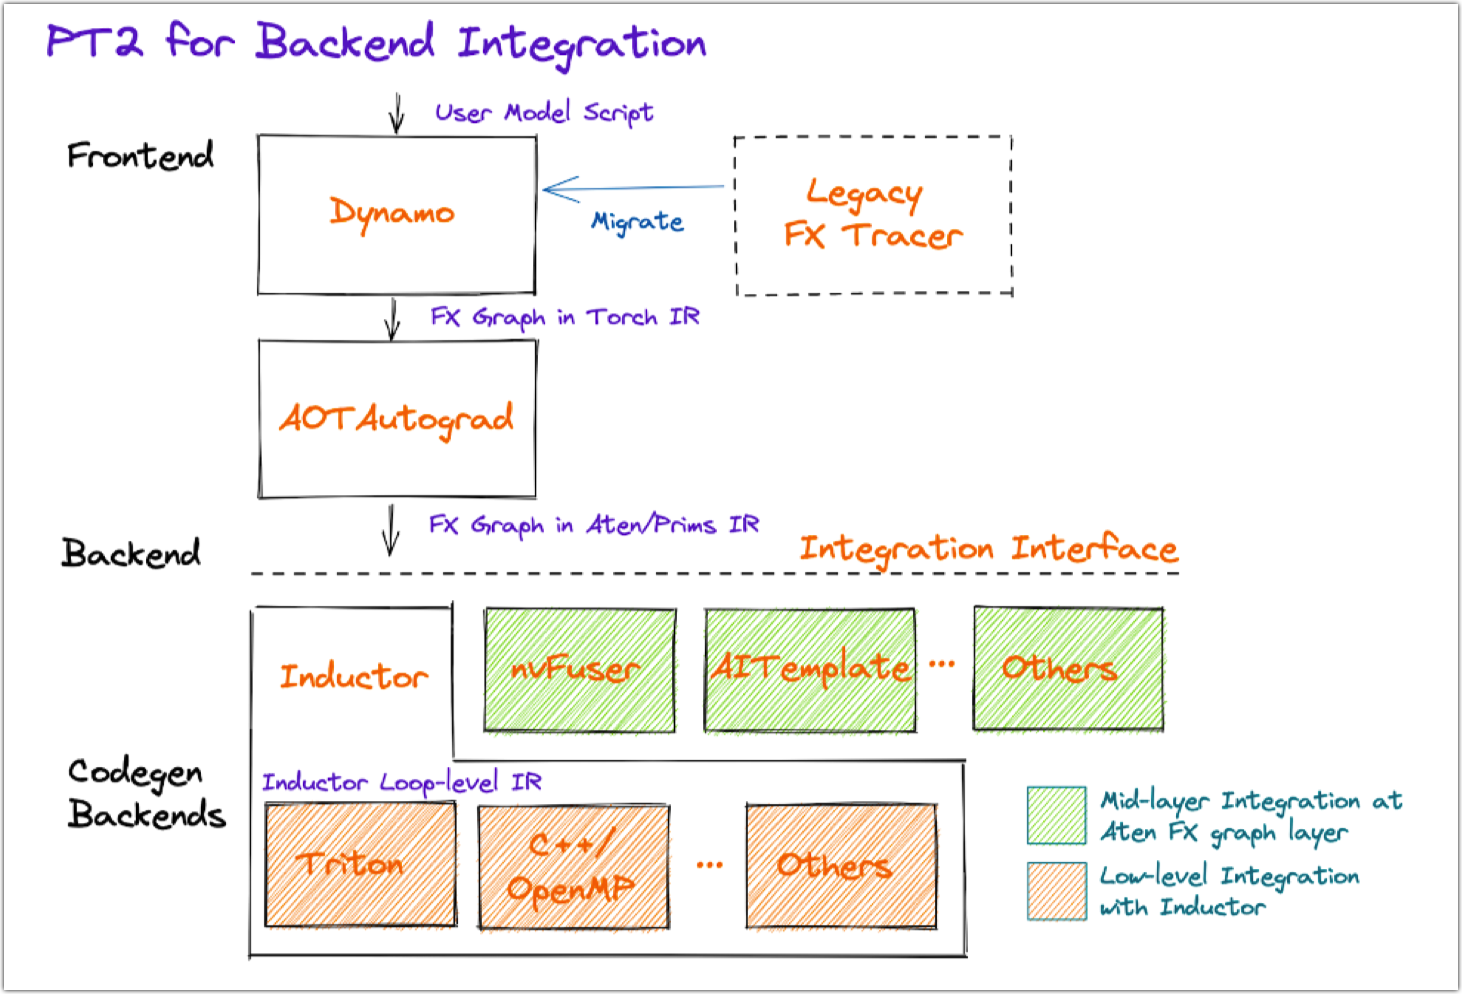 PT2 for Backend Integration
User Model Script
Frontend
Dynamo
Migrate
Legacy
FX Tracer
FX Graph in Torch IR
AOTAutograd
FX Graph in Aten/Prims IR
Backend
Integration Interface
Inductor
nvFuser
AITemplate
...
Others
Codegen
Backends
Inductor Loop-level IR
Triton
C++/
OpenMP
...
Others
Mid-layer Integration at
Aten FX graph layer
Low-level Integration
with Inductor